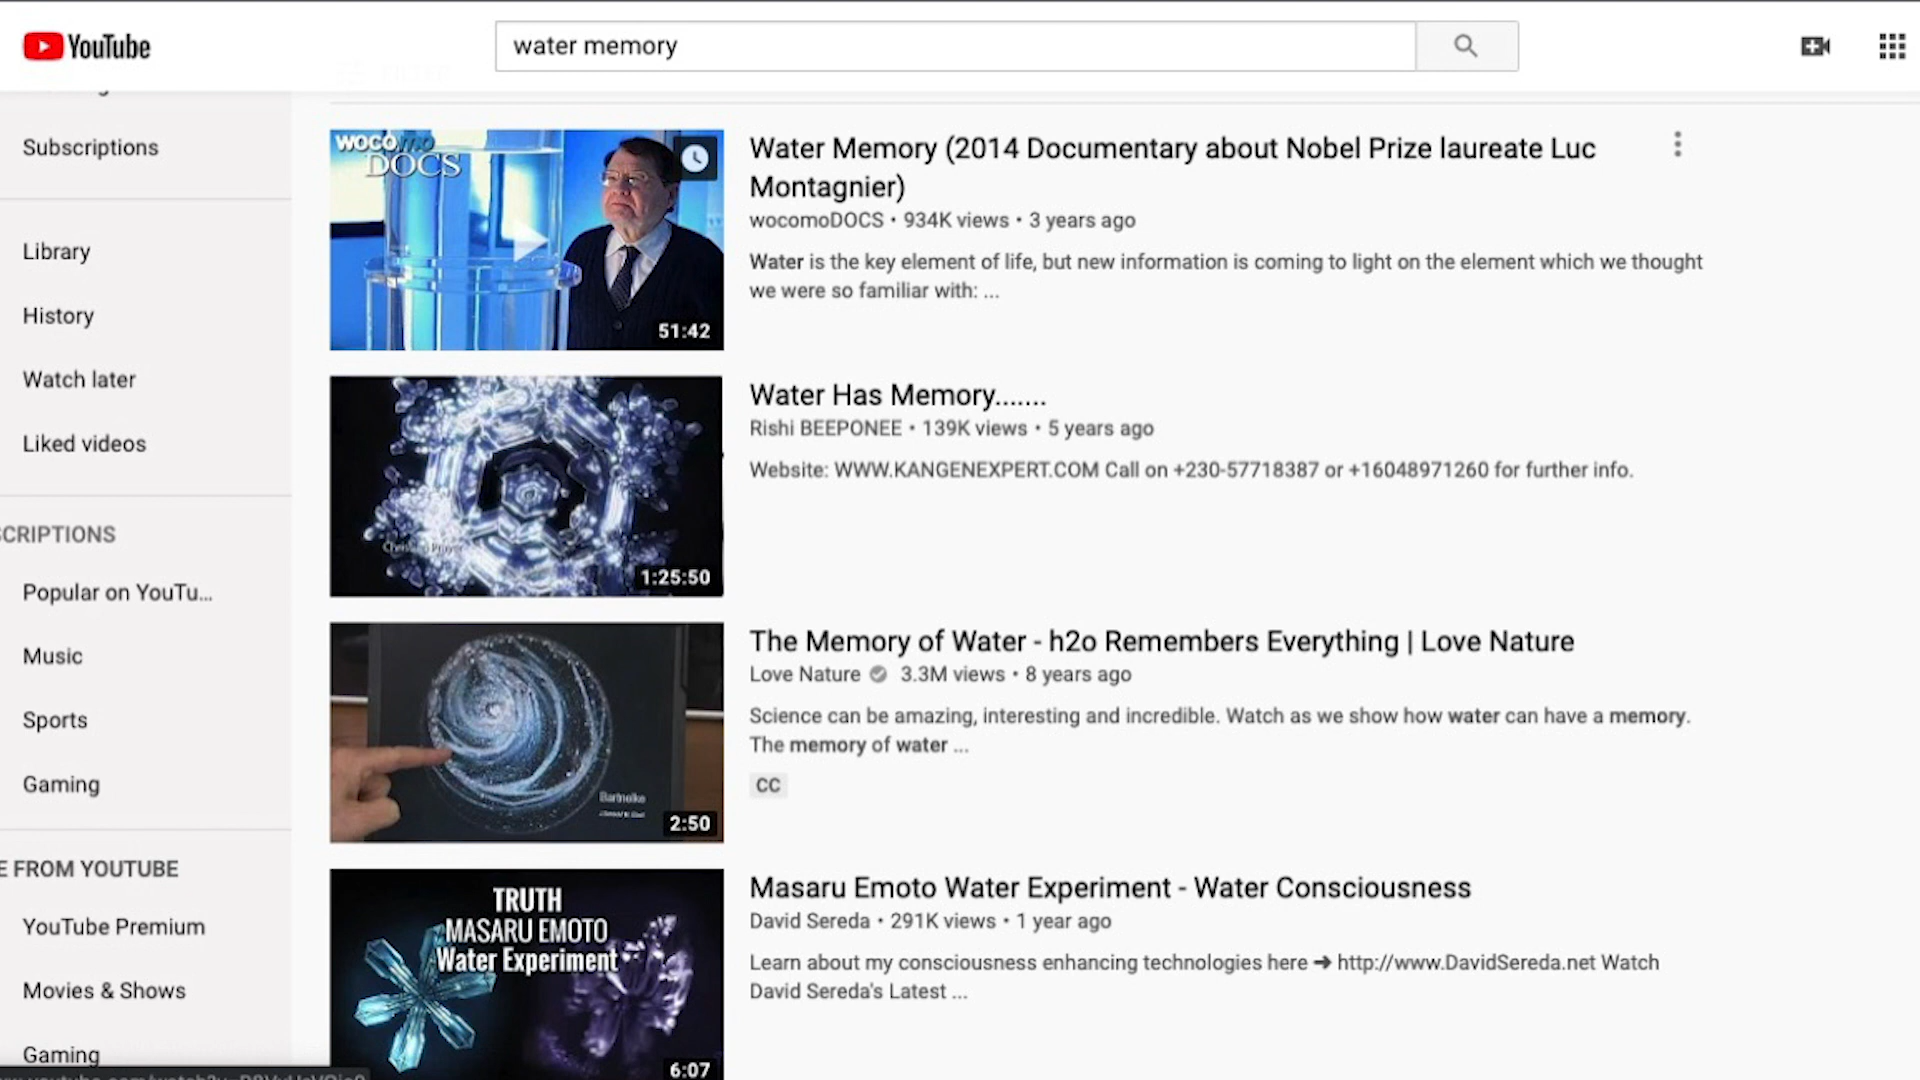 YouTube
water memory
Subscriptions
Library
History
Watch later
Liked videos
SCRIPTIONS
Popular on YouTu...
Music
Sports
Gaming
E FROM YOUTUBE
YouTube Premium
Movies & Shows
Gaming
WOCOMO
DOCS
51:42
Water Memory (2014 Documentary about Nobel Prize laureate Luc
Montagnier)
wocomoDOCS • 934K views • 3 years ago
Water is the key element of life, but new information is coming to light on the element which we thought
we were so familiar with: ...
1:25:50
Water Has Memory.......
Rishi BEEPONEE • 139K views • 5 years ago
Website: WWW.KANGENEXPERT.COM Call on +230-57718387 or +16048971260 for further info.
2:50
The Memory of Water - h2o Remembers Everything | Love Nature
Love Nature 3.3M views • 8 years ago
Science can be amazing, interesting and incredible. Watch as we show how water can have a memory.
The memory of water ...
CC
TRUTH
MASARU EMOTO
Water Experiment
6:07
Masaru Emoto Water Experiment - Water Consciousness
David Sereda • 291K views • 1 year ago
Learn about my consciousness enhancing technologies here ➔ http://www.DavidSereda.net Watch
David Sereda's Latest ...